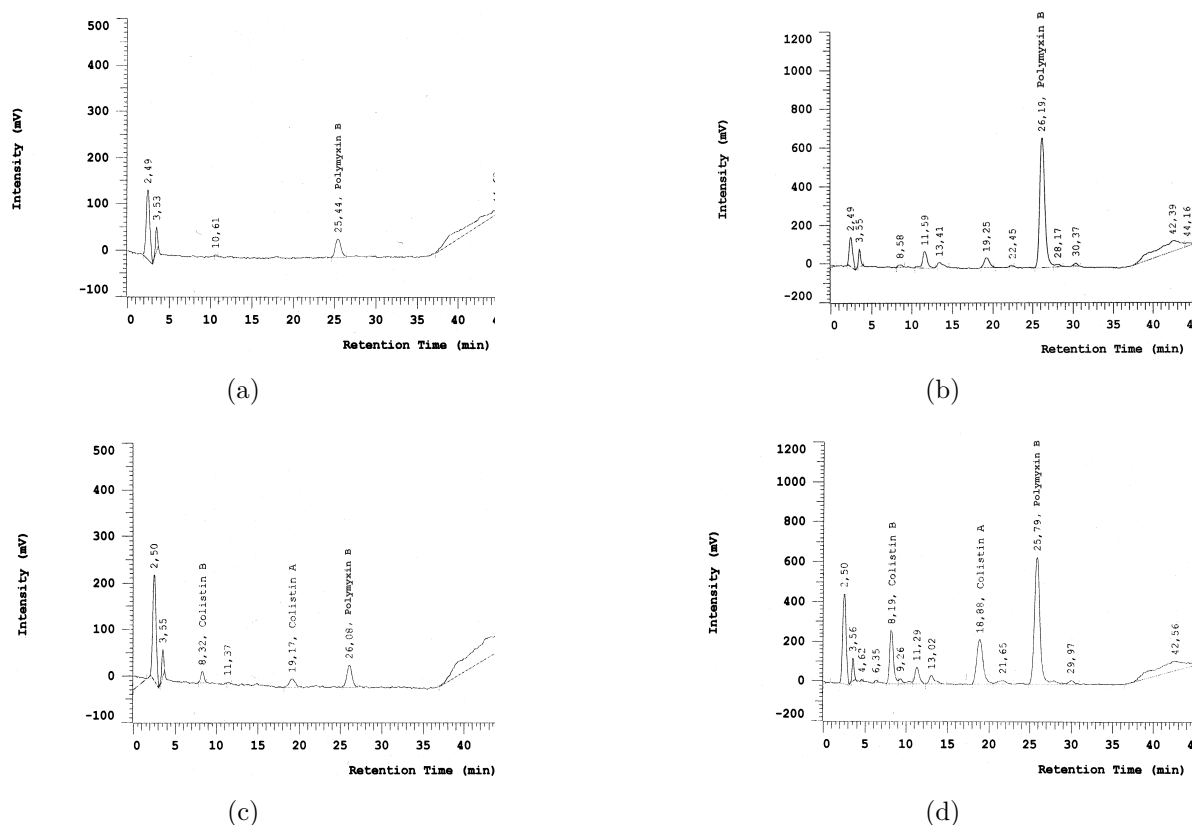 500
400
300
200
100
0
-100
Intensity (mV)
2,49
3,53
10,61
25,44, Polymyxin B
0 5 10 15 20 25 30 35 40
Retention Time (min)
(a)
1200
1000
800
600
400
200
0
-200
Intensity (mV)
2,49
3,55
8,58
11,59
13,41
19,25
22,45
26,19, Polymyxin B
28,17
30,37
42,39
44,16
0 5 10 15 20 25 30 35 40
Retention Time (min)
(b)
500
400
300
200
100
0
-100
Intensity (mV)
2,50
3,55
8,32, Colistin B
11,37
19,17, Colistin A
26,08, Polymyxin B
0 5 10 15 20 25 30 35 40
Retention Time (min)
(c)
1200
1000
800
600
400
200
0
-200
Intensity (mV)
2,50
3,56
4,62
6,35
8,19, Colistin B
9,26
11,29
13,02
18,88, Colistin A
21,65
25,79, Polymyxin B
29,97
42,56
0 5 10 15 20 25 30 35 40
Retention Time (min)
(d)